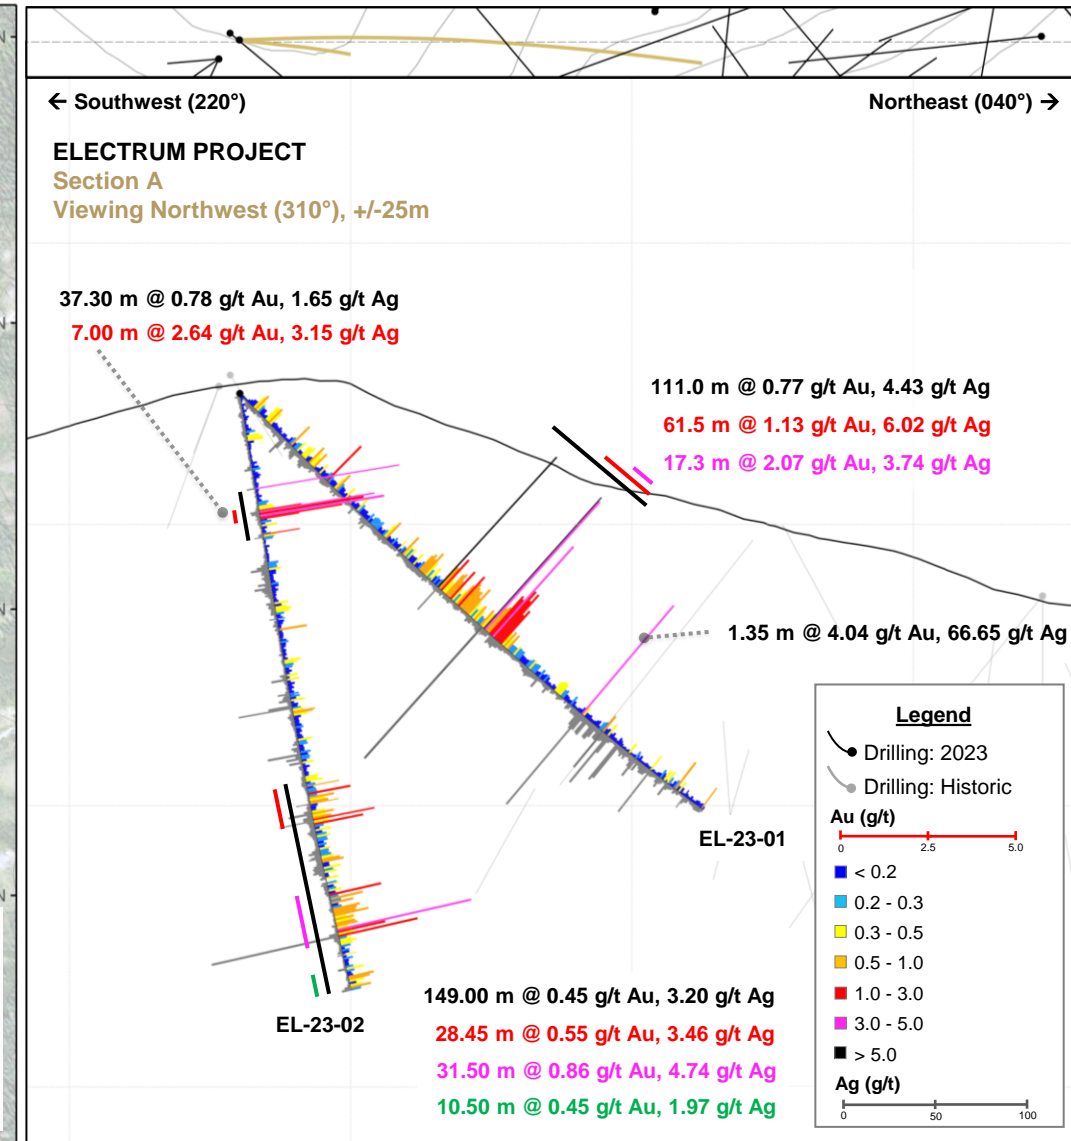 ← Southwest (220°)
Northeast (040°) →
ELECTRUM PROJECT
Section A
Viewing Northwest (310°), +/-25m
37.30 m @ 0.78 g/t Au, 1.65 g/t Ag
7.00 m @ 2.64 g/t Au, 3.15 g/t Ag
111.0 m @ 0.77 g/t Au, 4.43 g/t Ag
61.5 m @ 1.13 g/t Au, 6.02 g/t Ag
17.3 m @ 2.07 g/t Au, 3.74 g/t Ag
1.35 m @ 4.04 g/t Au, 66.65 g/t Ag
EL-23-01
EL-23-02
149.00 m @ 0.45 g/t Au, 3.20 g/t Ag
28.45 m @ 0.55 g/t Au, 3.46 g/t Ag
31.50 m @ 0.86 g/t Au, 4.74 g/t Ag
10.50 m @ 0.45 g/t Au, 1.97 g/t Ag
Legend
Drilling: 2023
Drilling: Historic
Au (g/t)
0 2.5 5.0
< 0.2
0.2 - 0.3
0.3 - 0.5
0.5 - 1.0
1.0 - 3.0
3.0 - 5.0
> 5.0
Ag (g/t)
0 50 100